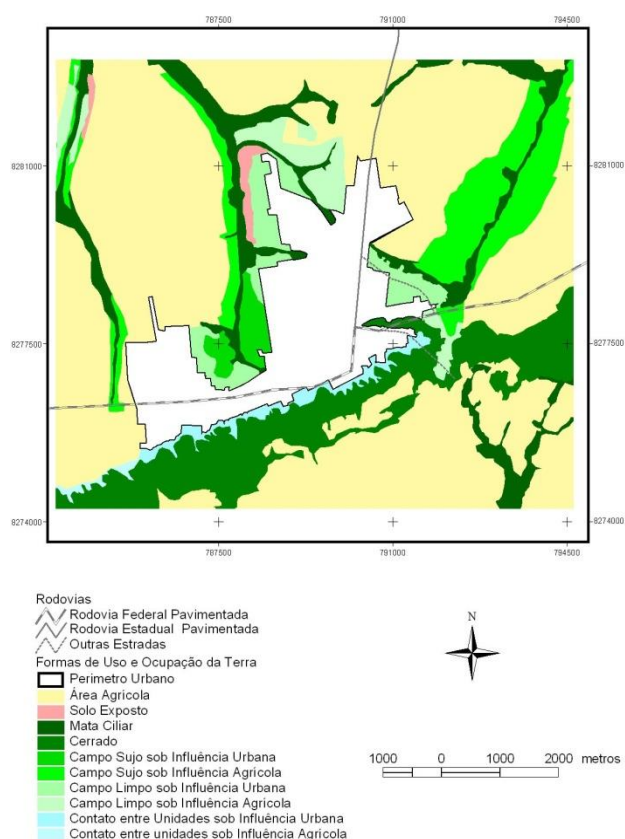 787500 791000 794500
8281000 8281000
8277500 8277500
8274000 8274000
787500 791000 794500
Rodovias
Rodovia Federal Pavimentada
Rodovia Estadual Pavimentada
Outras Estradas
Formas de Uso e Ocupação da Terra
Perimetro Urbano
Área Agrícola
Solo Exposto
Mata Ciliar
Cerrado
Campo Sujo sob Influência Urbana
Campo Sujo sob Influência Agrícola
Campo Limpo sob Influência Urbana
Campo Limpo sob Influência Agrícola
Contato entre Unidades sob Influência Urbana
Contato entre unidades sob Influência Agrícola
N
1000 0 1000 2000 metros